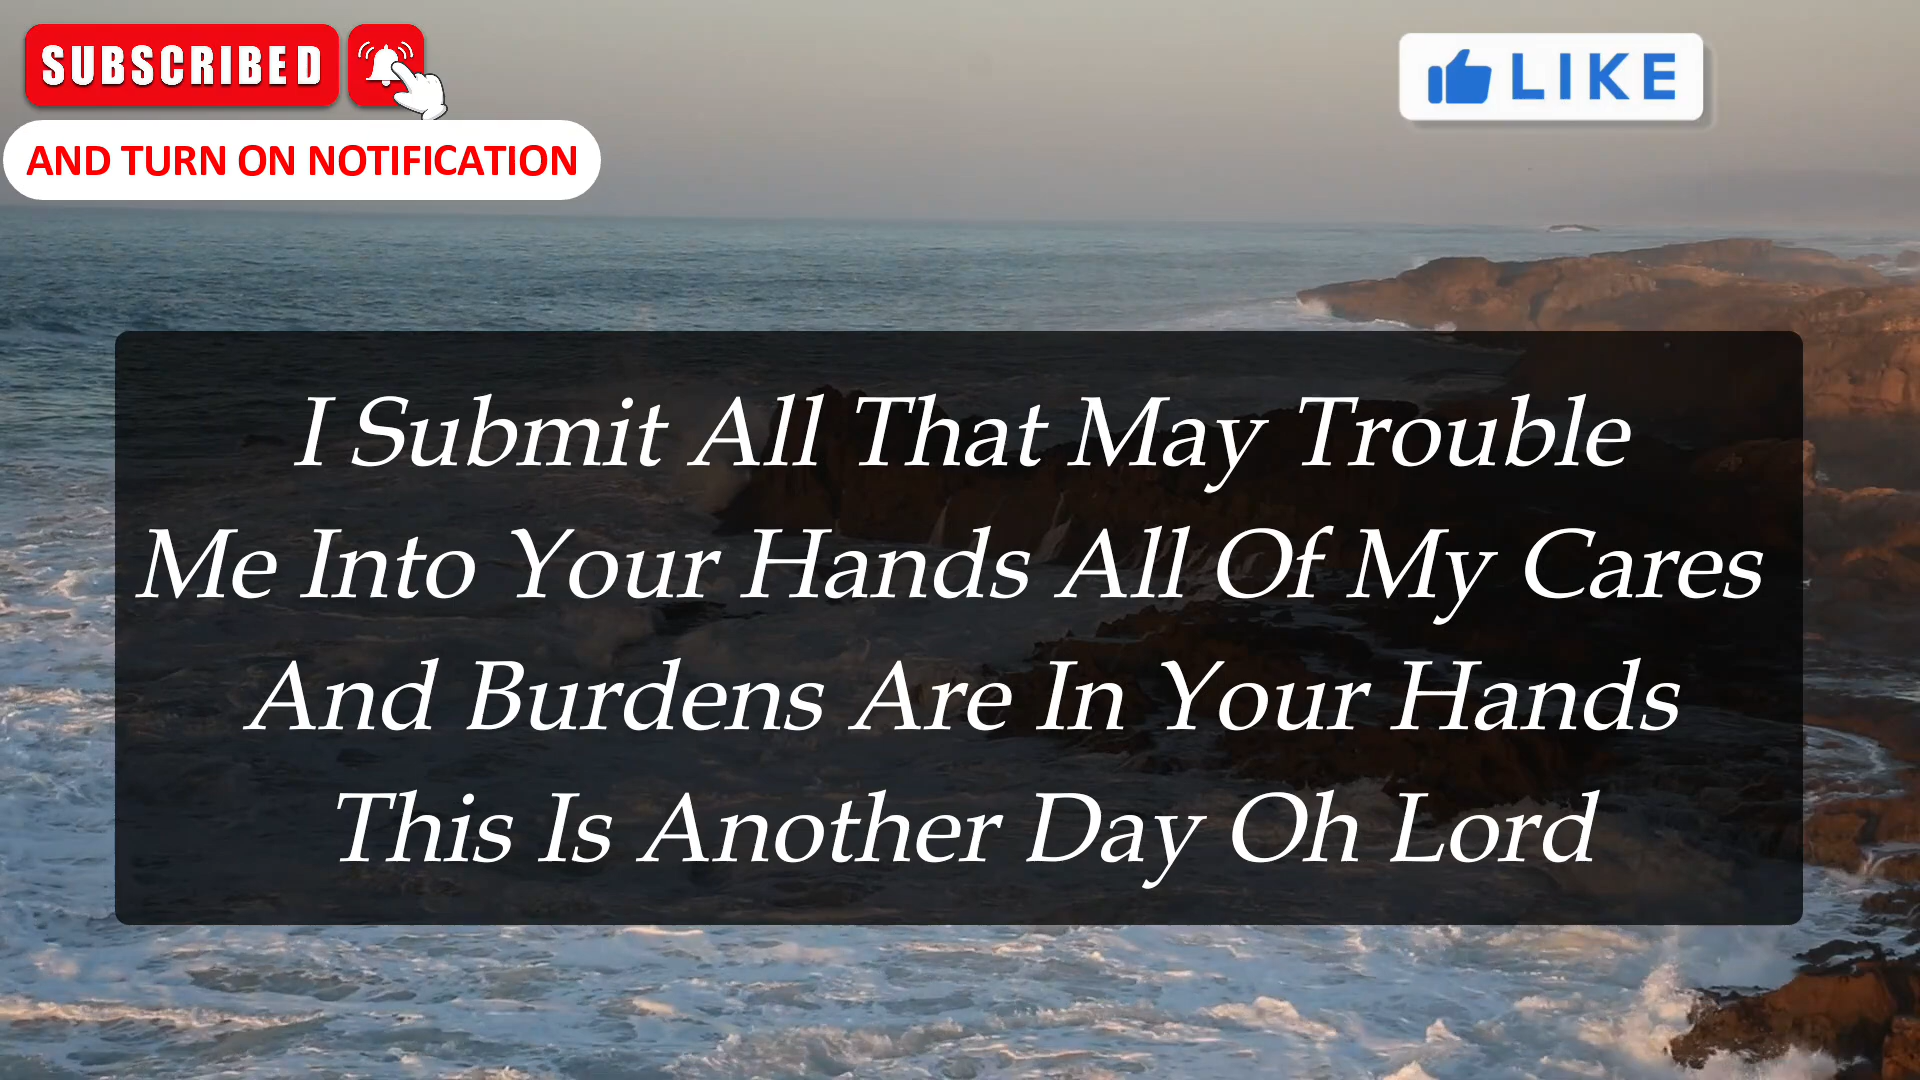 SUBSCRIBED
AND TURN ON NOTIFICATION
LIKE
I Submit All That May Trouble
Me Into Your Hands All Of My Cares
And Burdens Are In Your Hands
This Is Another Day Oh Lord